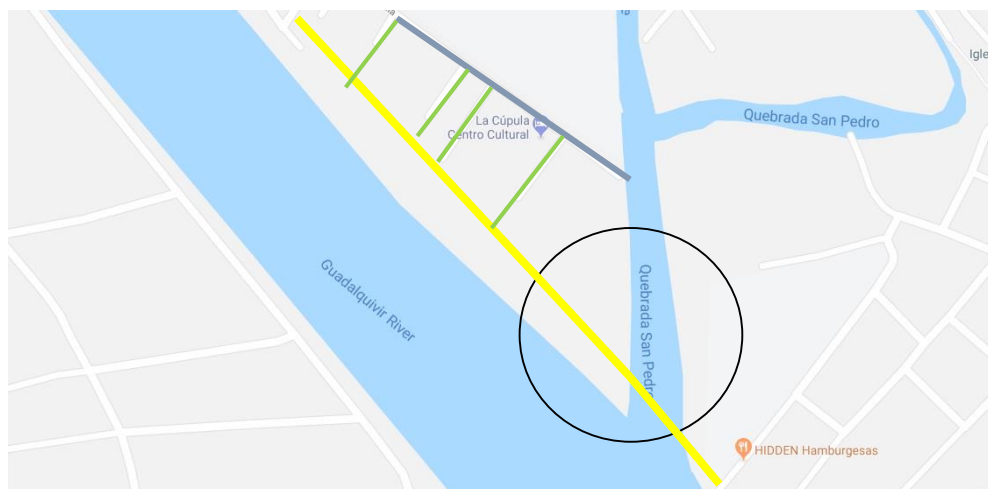 Igle
Quebrada San Pedro
La Cúpula
Centro Cultural
Guadalquivir River
Quebrada San Pedro
HIDDEN Hamburgesas